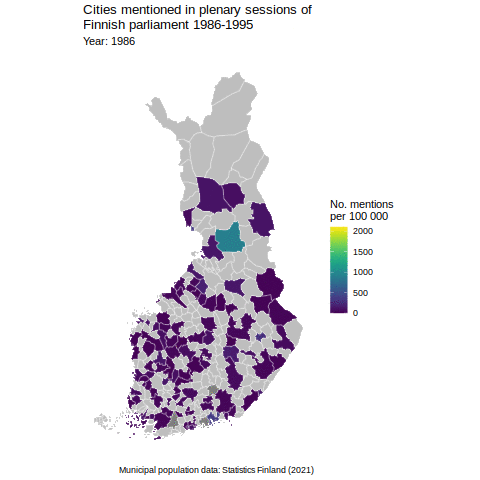 Cities mentioned in plenary sessions of
Finnish parliament 1986-1995
Year: 1986
No. mentions
per 100 000
2000
1500
1000
500
0
Municipal population data: Statistics Finland (2021)